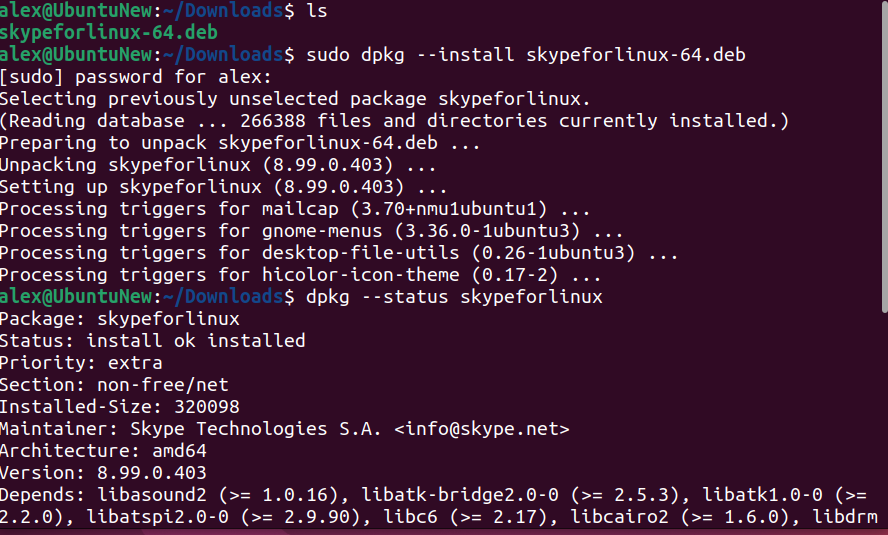 alex@UbuntuNew:~/Downloads$ ls
skypeforlinux-64.deb
alex@UbuntuNew:~/Downloads$ sudo dpkg --install skypeforlinux-64.deb
[sudo] password for alex:
Selecting previously unselected package skypeforlinux.
(Reading database ... 266388 files and directories currently installed.)
Preparing to unpack skypeforlinux-64.deb ...
Unpacking skypeforlinux (8.99.0.403) ...
Setting up skypeforlinux (8.99.0.403) ...
Processing triggers for mailcap (3.70+nmu1ubuntu1) ...
Processing triggers for gnome-menus (3.36.0-1ubuntu3) ...
Processing triggers for desktop-file-utils (0.26-1ubuntu3) ...
Processing triggers for hicolor-icon-theme (0.17-2) ...
alex@UbuntuNew:~/Downloads$ dpkg --status skypeforlinux
Package: skypeforlinux
Status: install ok installed
Priority: extra
Section: non-free/net
Installed-Size: 320098
Maintainer: Skype Technologies S.A. <info@skype.net>
Architecture: amd64
Version: 8.99.0.403
Depends: libasound2 (>= 1.0.16), libatk-bridge2.0-0 (>= 2.5.3), libatk1.0-0 (>=
2.2.0), libatspi2.0-0 (>= 2.9.90), libc6 (>= 2.17), libcairo2 (>= 1.6.0), libdrm